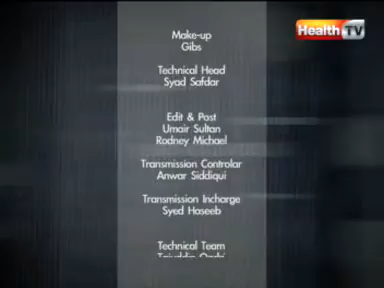 Health TV
Make-up
Gibs
Technical Head
Syad Safdar
Edit & Post
Umair Sultan
Rodney Michael
Transmission Controlar
Anwar Siddiqui
Transmission Incharge
Syed Haseeb
Technical Team